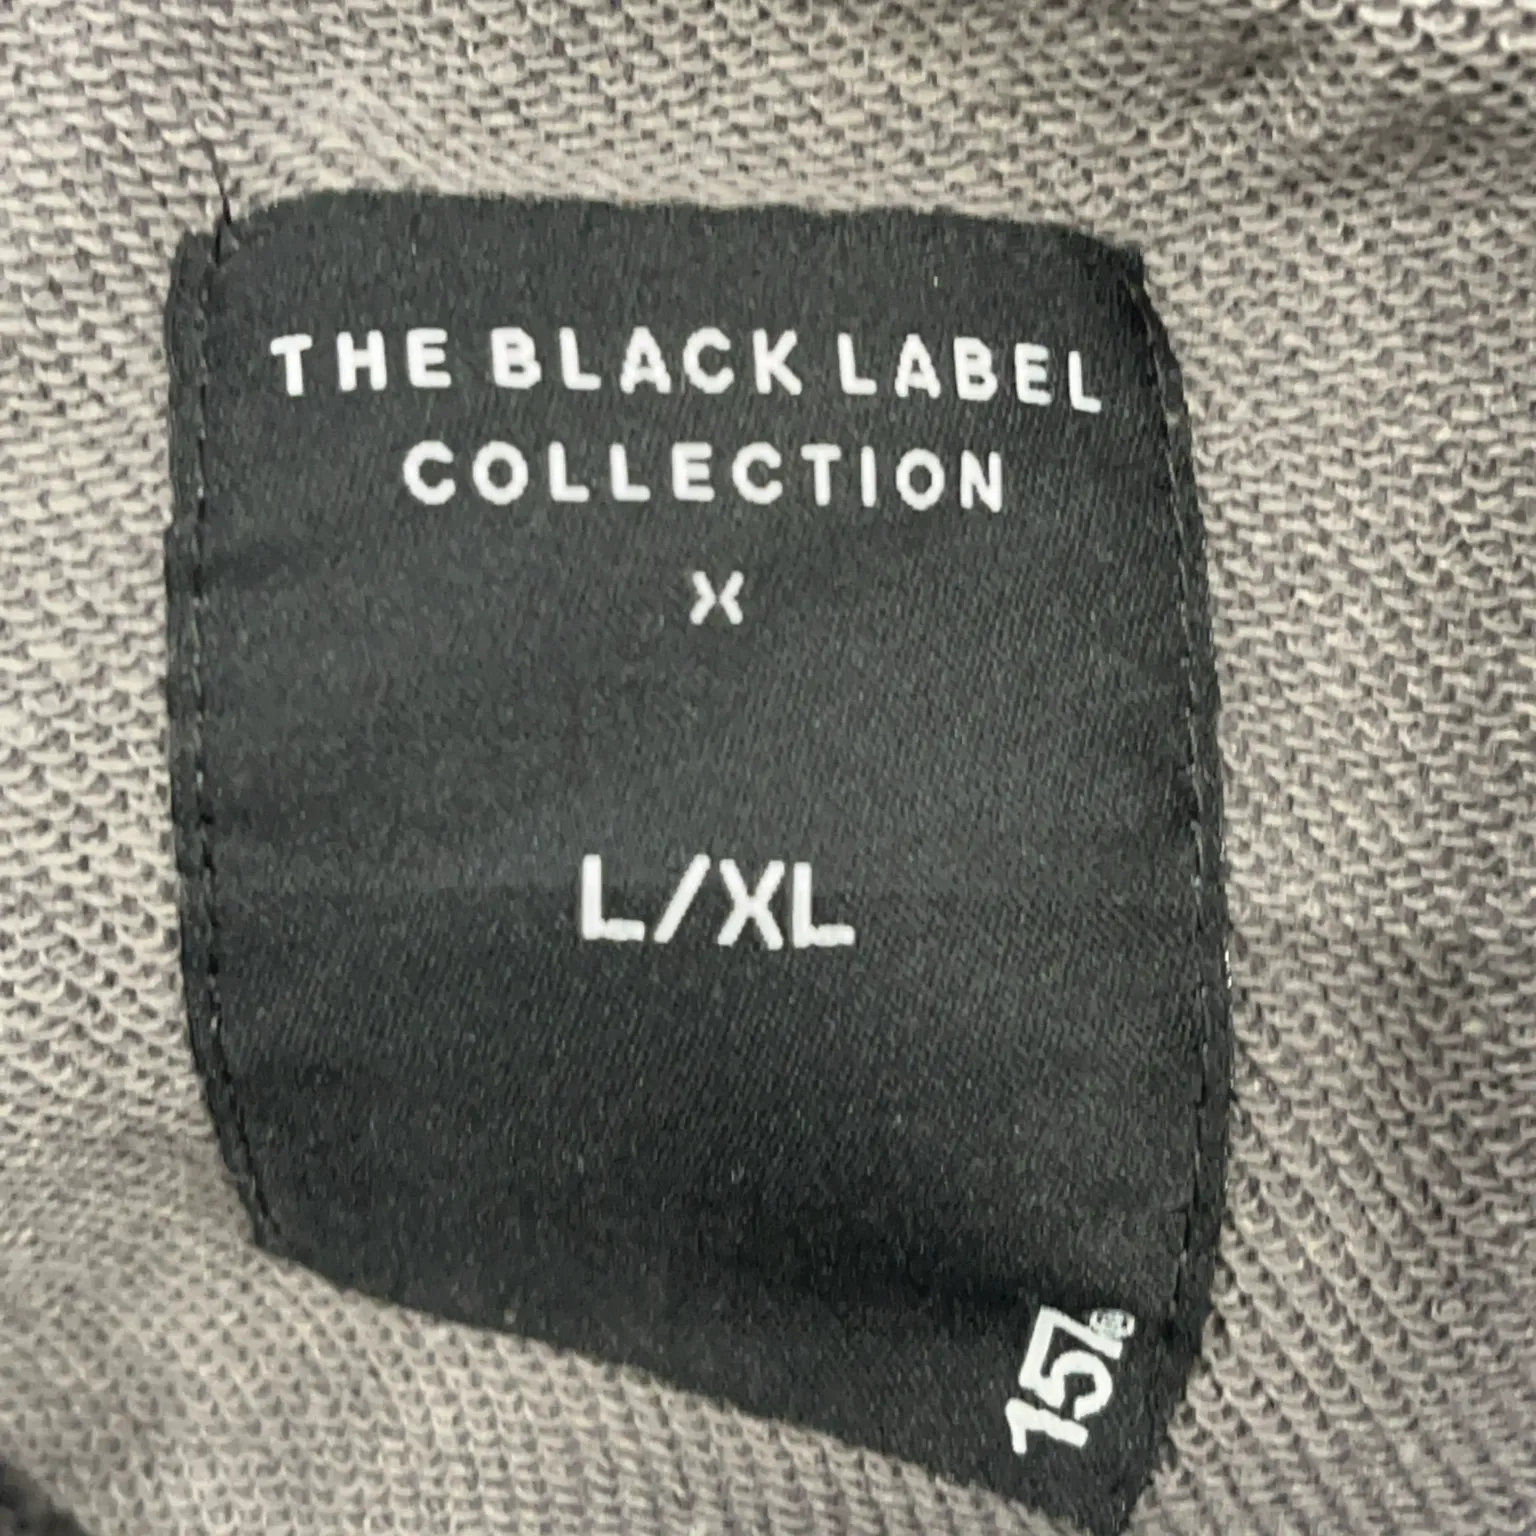 THE BLACK LABEL
COLLECTION
X
L/XL
157